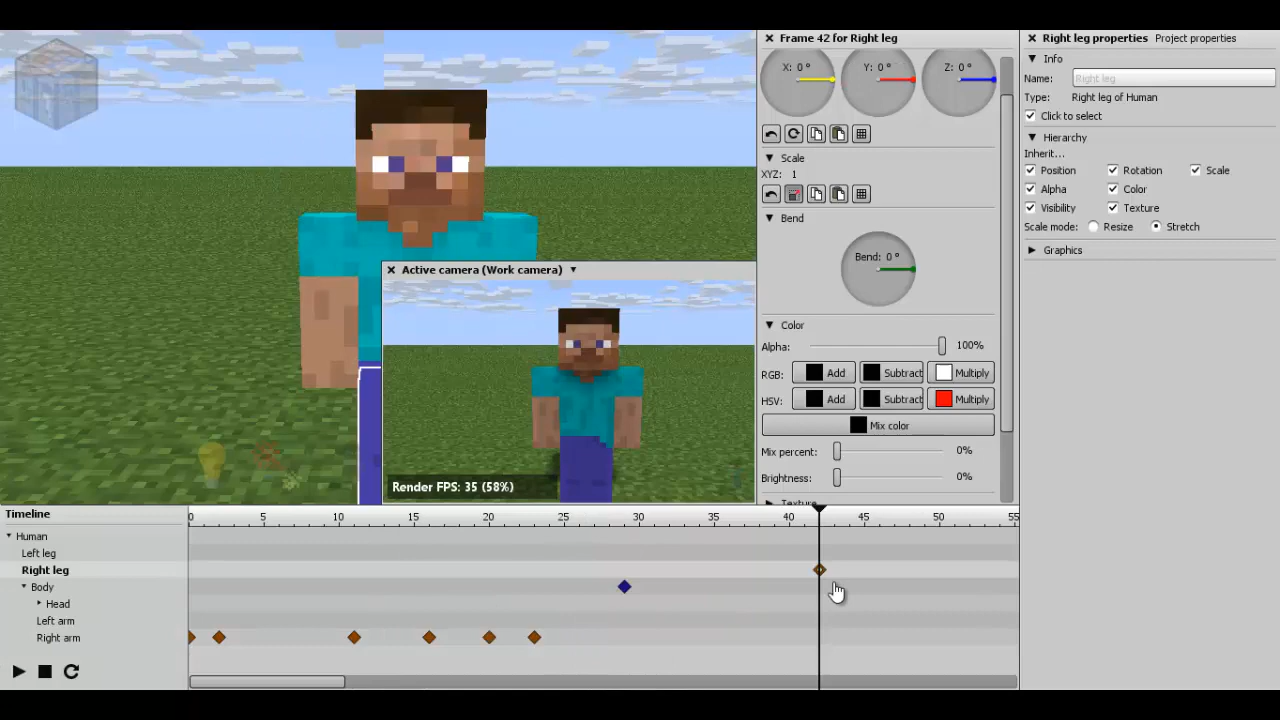 Frame 42 for Right leg
X: 0 °
Y: 0 °
Z: 0 °
Scale
XYZ: 1
Bend
Bend: 0 °
Color
Alpha: 100%
RGB: Add Subtract Multiply
HSV: Add Subtract Multiply
Mix color
Mix percent: 0%
Brightness: 0%
Texture
Right leg properties Project properties
Info
Name: Right leg
Type: Right leg of Human
Click to select
Hierarchy
Inherit...
Position Rotation Scale
Alpha Color
Visibility Texture
Scale mode: Resize Stretch
Graphics
Active camera (Work camera)
Render FPS: 35 (58%)
Timeline
0 5 10 15 20 25 30 35 40 45 50 55
Human
Left leg
Right leg
Body
Head
Left arm
Right arm